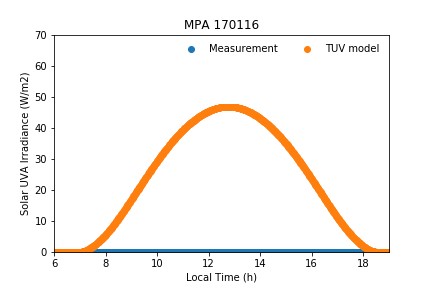 MPA 170116
Measurement
TUV model
Solar UVA Irradiance (W/m2)
70
60
50
40
30
20
10
0
6 8 10 12 14 16 18
Local Time (h)